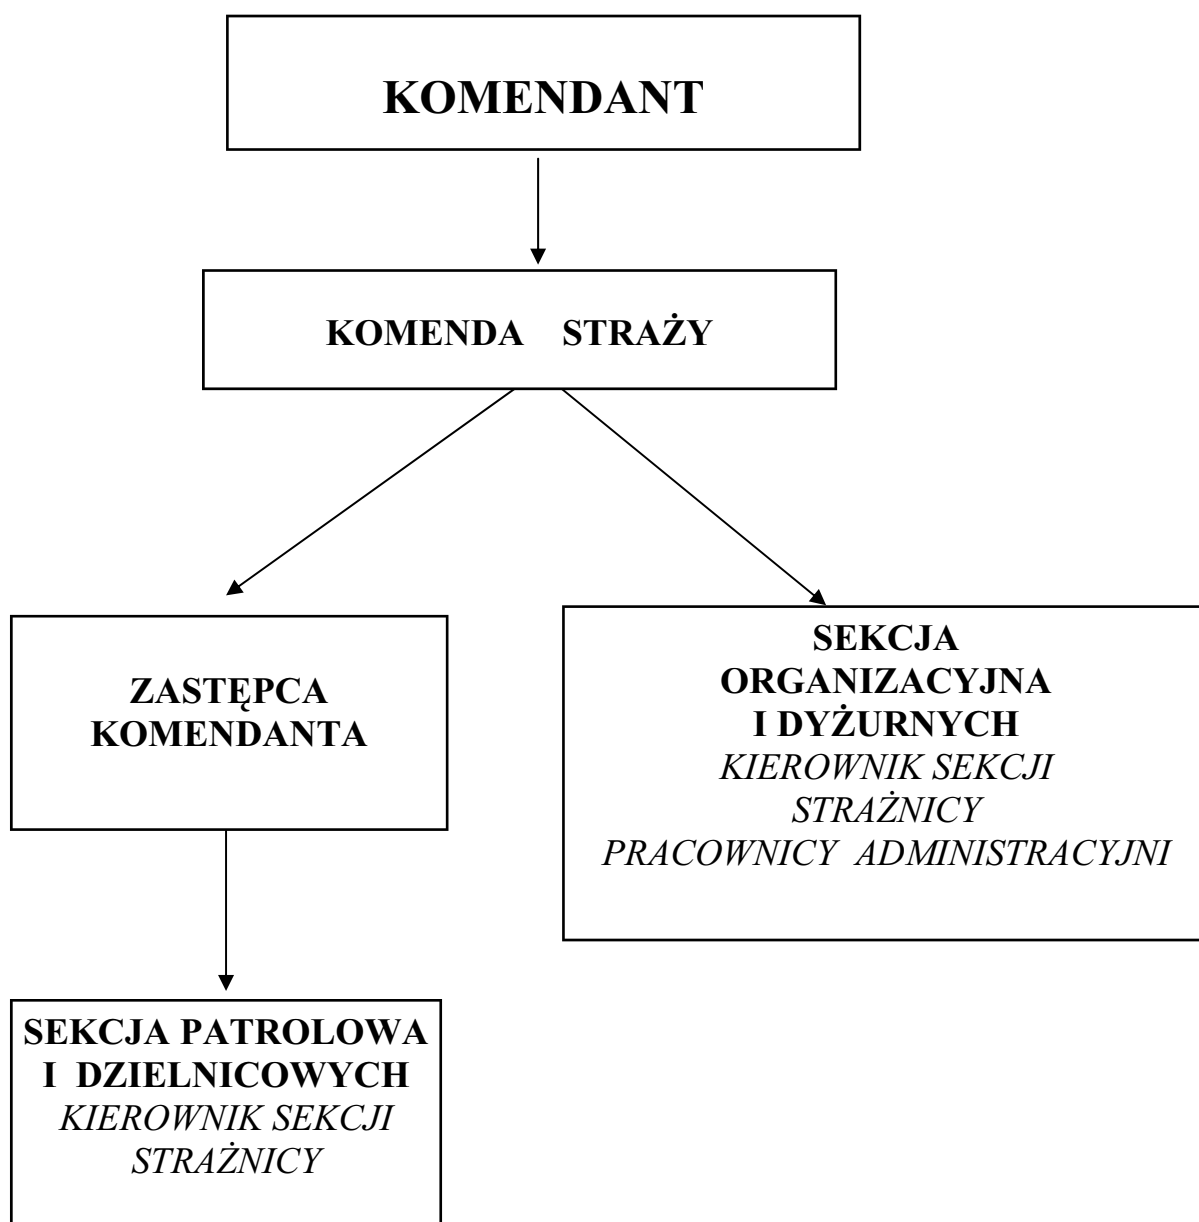 KOMENDANT
KOMENDA STRAŻY
ZASTĘPCA
KOMENDANTA
SEKCJA
ORGANIZACYJNA
I DYŻURNYCH
KIEROWNIK SEKCJI
STRAŻNICY
PRACOWNICY ADMINISTRACYJNI
SEKCJA PATROLOWA
I DZIELNICOWYCH
KIEROWNIK SEKCJI
STRAŻNICY